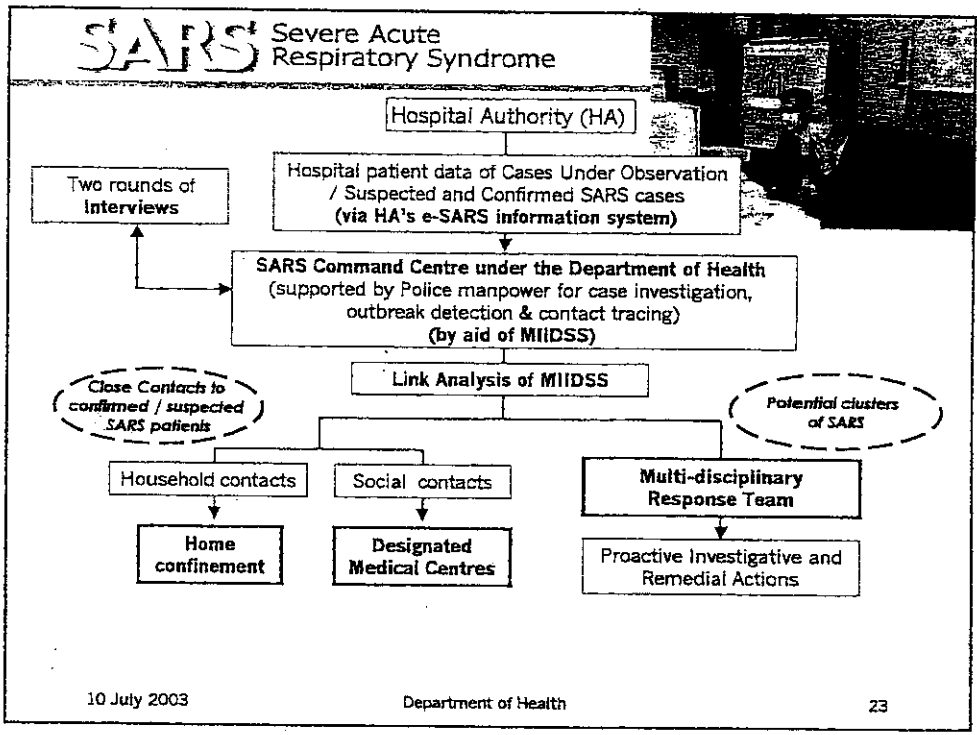 SARS Severe Acute
Respiratory Syndrome
Hospital Authority (HA)
Hospital patient data of Cases Under Observation
/ Suspected and Confirmed SARS cases
(via HA's e-SARS information system)
Two rounds of
Interviews
SARS Command Centre under the Department of Health
(supported by Police manpower for case investigation,
outbreak detection & contact tracing)
(by aid of MIIDSS)
Link Analysis of MIIDSS
Close Contacts to
confirmed / suspected
SARS patients
Potential clusters
of SARS
Household contacts
Social contacts
Multi-disciplinary
Response Team
Home
confinement
Designated
Medical Centres
Proactive Investigative and
Remedial Actions
10 July 2003
Department of Health
23